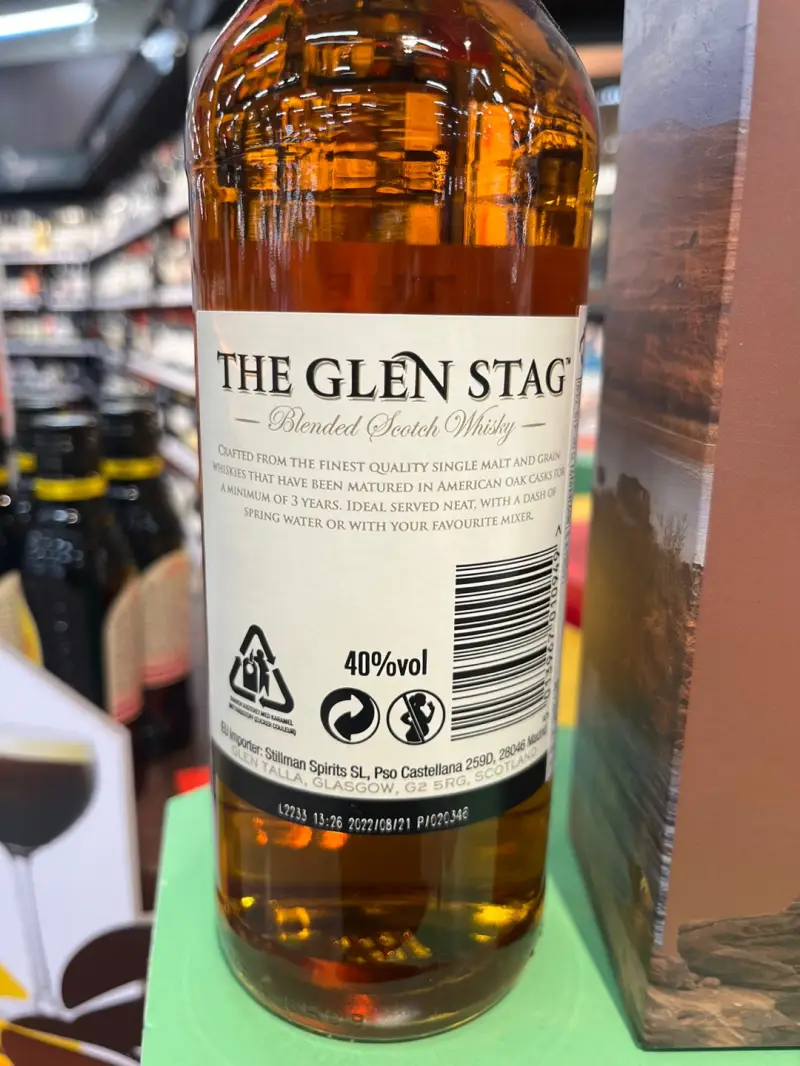 THE GLEN STAG™
Blended Scotch Whisky
CRAFTED FROM THE FINEST QUALITY SINGLE MALT AND GRAIN
WHISKIES THAT HAVE BEEN MATURED IN AMERICAN OAK CASKS FOR
A MINIMUM OF 3 YEARS. IDEAL SERVED NEAT, WITH A DASH OF
SPRING WATER OR WITH YOUR FAVOURITE MIXER.
40%vol
EU Importer: Stillman Spirits SL, Pso Castellana 259D, 28046 Madrid
GLEN TALLA, GLASGOW, G2 5RG, SCOTLAND.
L2233 13:26 2022/08/21 P/020346